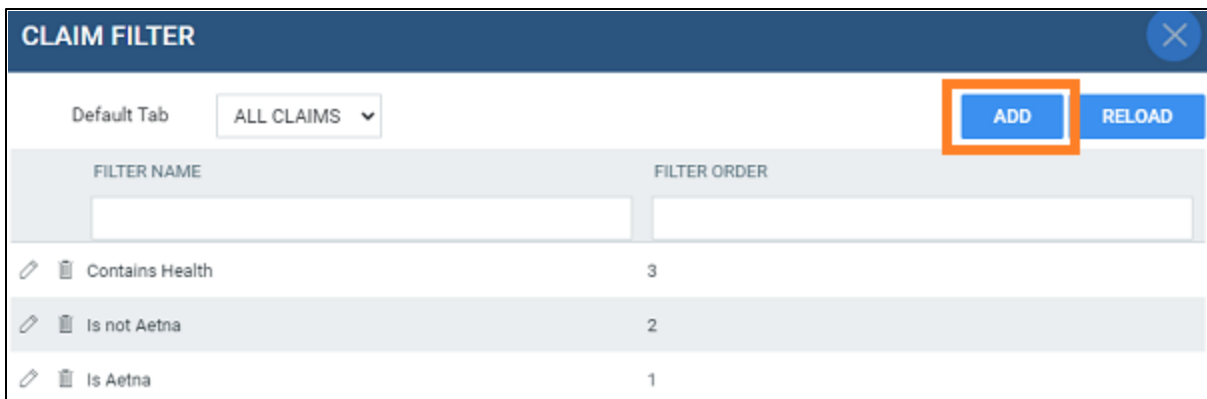 CLAIM FILTER
Default Tab ALL CLAIMS ADD RELOAD
FILTER NAME FILTER ORDER
Contains Health 3
Is not Aetna 2
Is Aetna 1